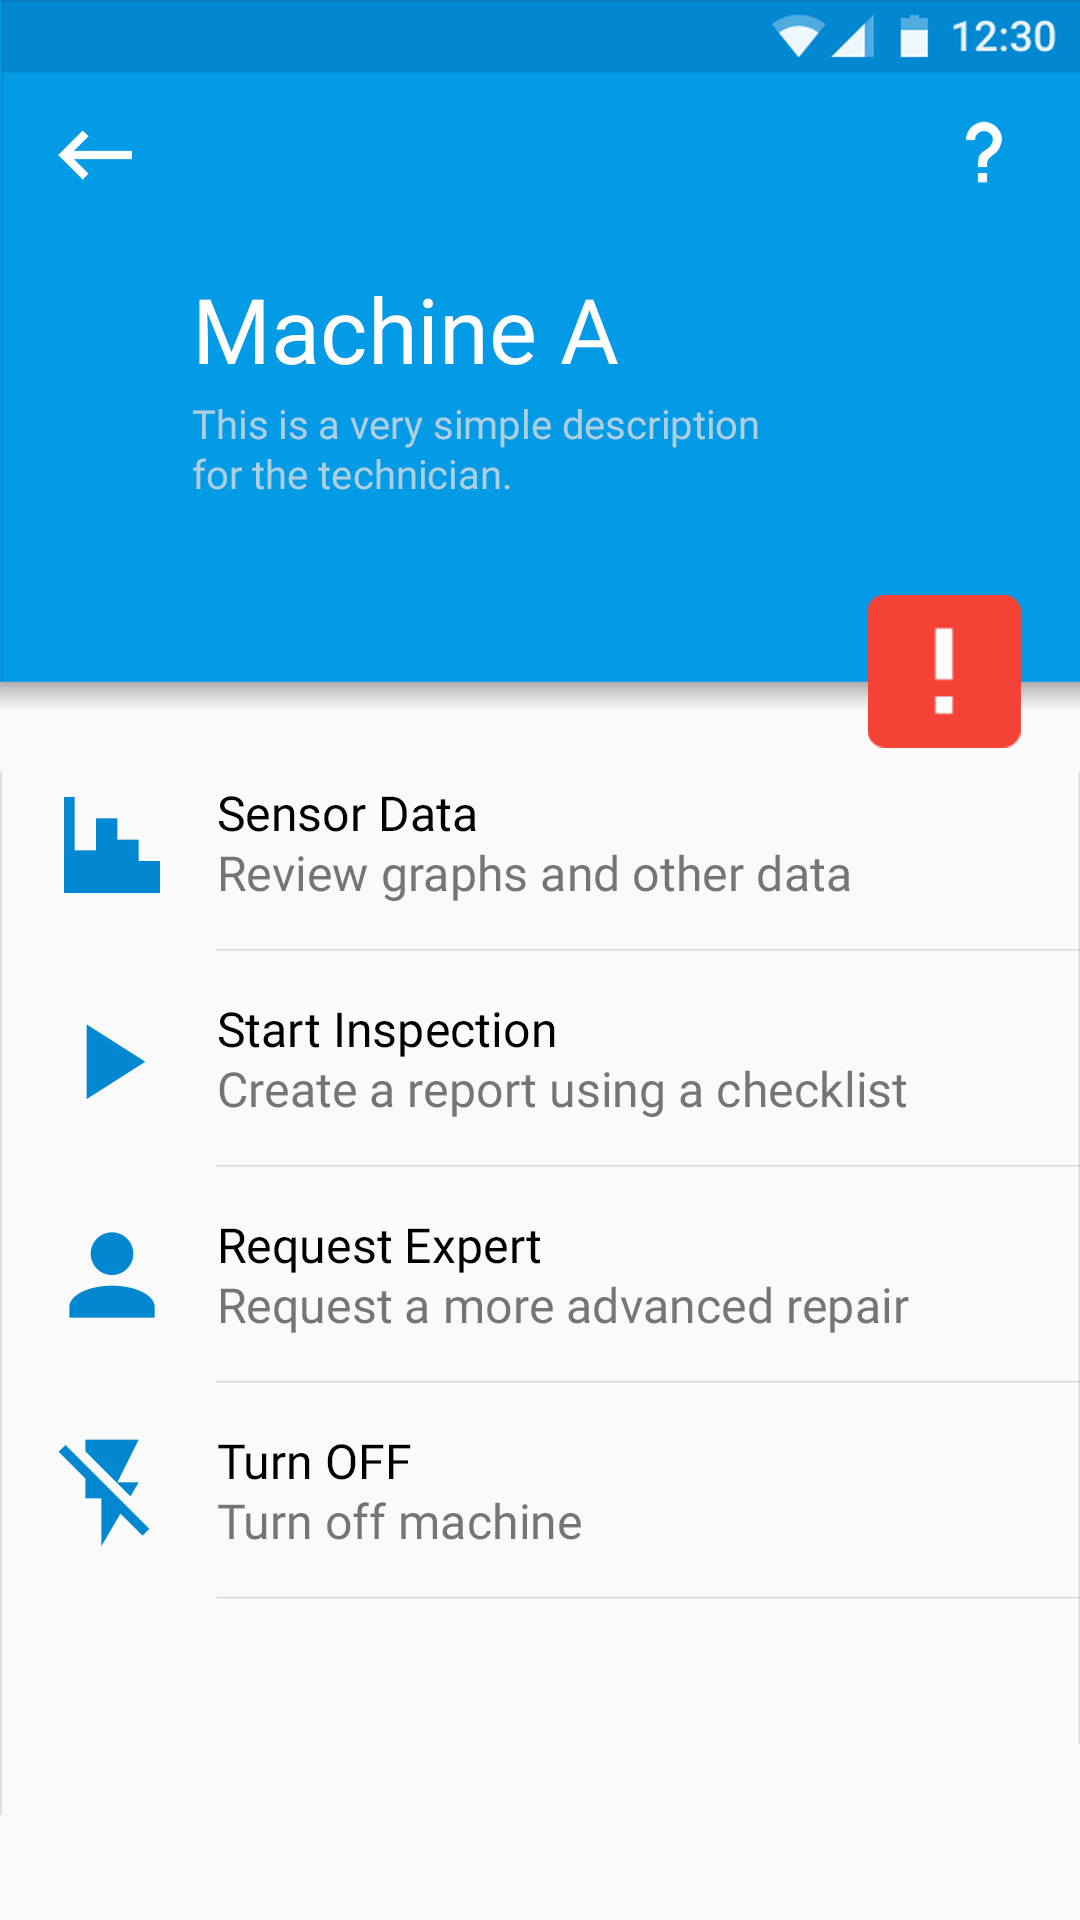 12:30
?
Machine A
This is a very simple description
for the technician.
!
Sensor Data
Review graphs and other data
Start Inspection
Create a report using a checklist
Request Expert
Request a more advanced repair
Turn OFF
Turn off machine